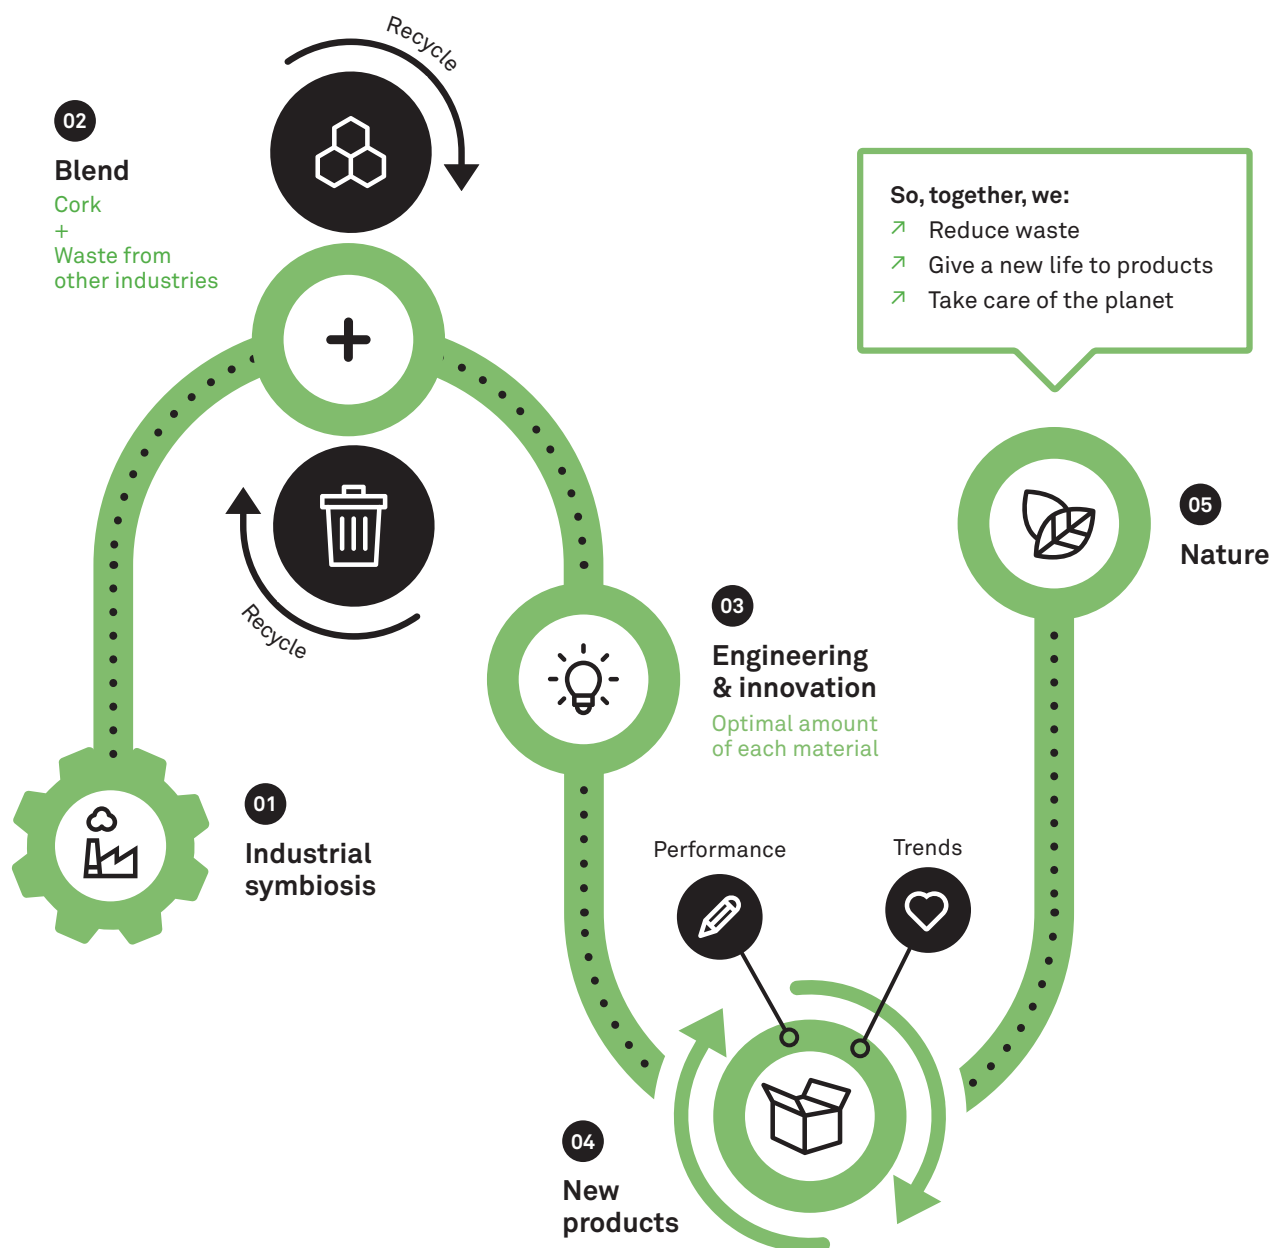 Recycle
02
Blend
Cork
+
Waste from
other industries
Recycle
01
Industrial
symbiosis
03
Engineering
& innovation
Optimal amount
of each material
Performance
Trends
04
New
products
So, together, we:
Reduce waste
Give a new life to products
Take care of the planet
05
Nature